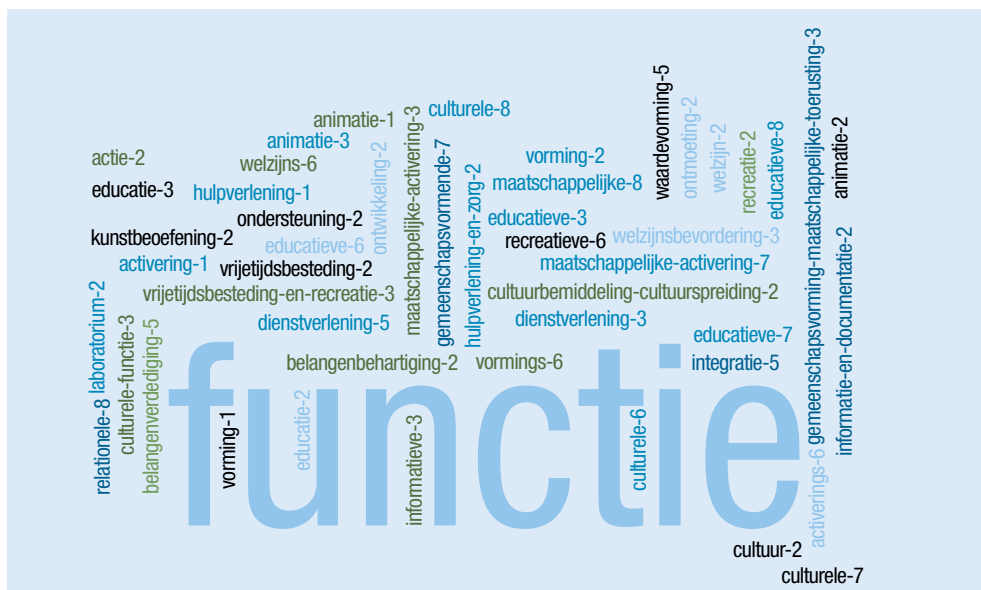 culturele-8
animatie-1
animatie-3
actie-2
welzijns-6
vorming-2
educatie-3
hulpverlening-1
maatschappelijke-8
ondersteuning-2
educatieve-3
kunstbeoefening-2
educatieve-6
recreatieve-6
welzijnsbevordering-3
activering-1
vrijetijdsbesteding-2
maatschappelijke-activering-7
vrijetijdsbesteding-en-recreatie-3
cultuurbemiddeling-cultuurspreiding-2
dienstverlening-5
dienstverlening-3
educatieve-7
belangenbehartiging-2
vormings-6
integratie-5
functie
relationele-8
laboratorium-2
culturele-functie-3
belangenverdediging-5
vorming-1
educatie-2
ontwikkeling-2
maatschappelijke-activering-3
informatieve-3
gemeenschapsvormende-7
hulpverlening-en-zorg-2
culturele-6
waardevorming-5
ontmoeting-2
welzijn-2
recreatie-2
educatieve-8
gemeenschapsvorming-maatschappelijke-toerusting-3
activerings-6
animatie-2
informatie-en-documentatie-2
cultuur-2
culturele-7